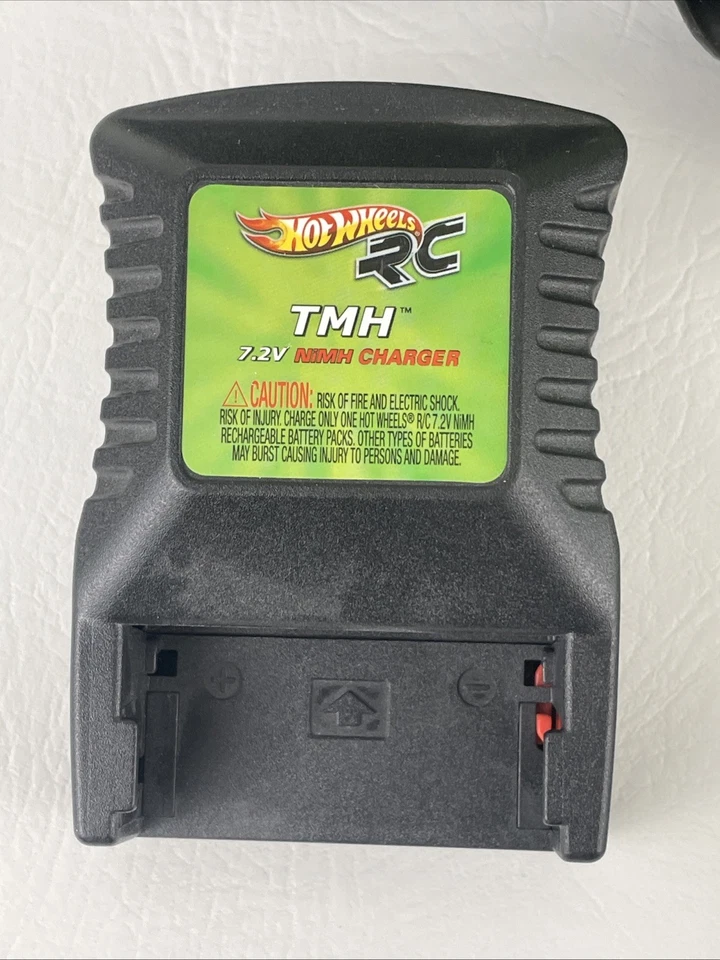 HOT WHEELS®
RC
TMH™
7.2V NiMH CHARGER
⚠ CAUTION: RISK OF FIRE AND ELECTRIC SHOCK.
RISK OF INJURY. CHARGE ONLY ONE HOT WHEELS® R/C 7.2V NiMH
RECHARGEABLE BATTERY PACKS. OTHER TYPES OF BATTERIES
MAY BURST CAUSING INJURY TO PERSONS AND DAMAGE.
+ −